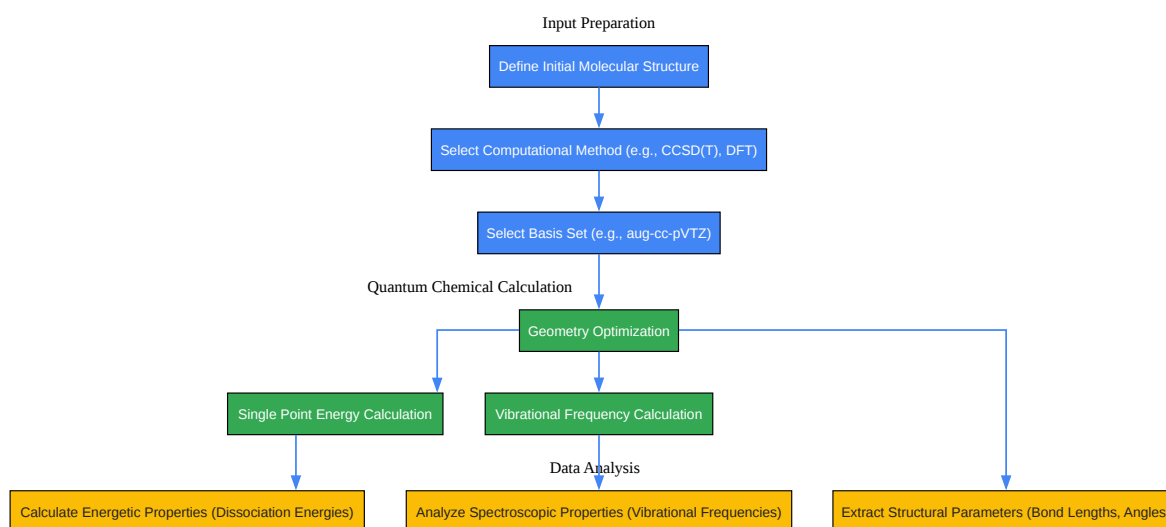 Input Preparation
Define Initial Molecular Structure
Select Computational Method (e.g., CCSD(T), DFT)
Select Basis Set (e.g., aug-cc-pVTZ)
Quantum Chemical Calculation
Geometry Optimization
Single Point Energy Calculation
Vibrational Frequency Calculation
Data Analysis
Calculate Energetic Properties (Dissociation Energies)
Analyze Spectroscopic Properties (Vibrational Frequencies)
Extract Structural Parameters (Bond Lengths, Angles